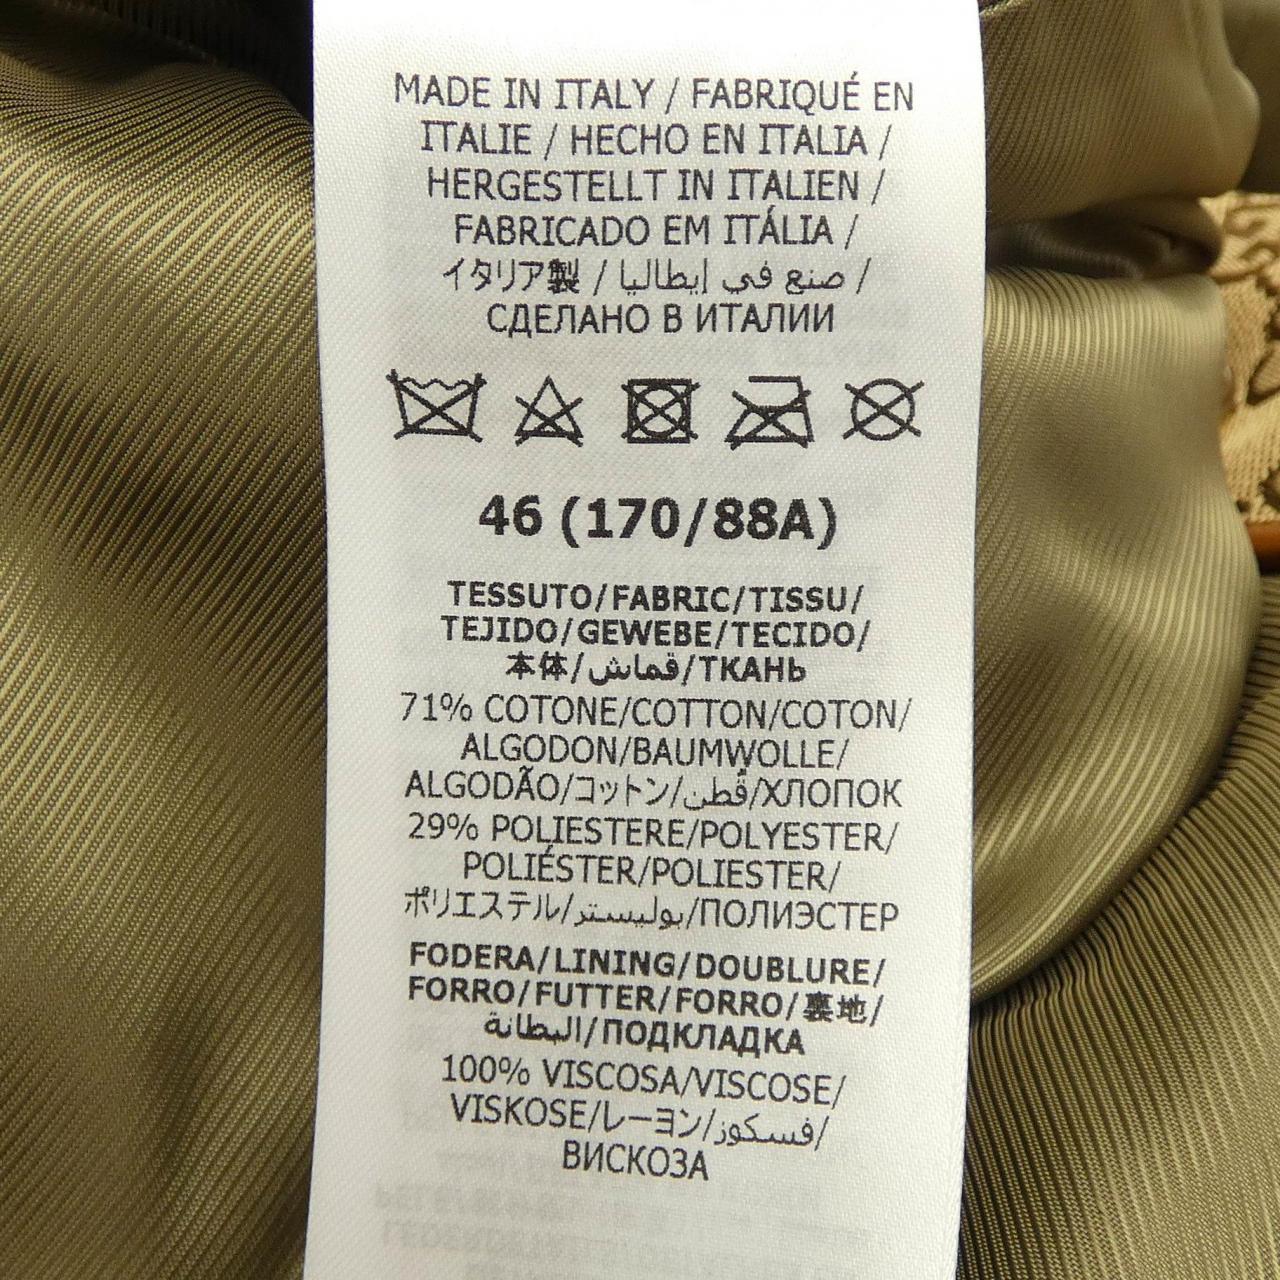 MADE IN ITALY / FABRIQUÉ EN
ITALIE / HECHO EN ITALIA /
HERGESTELLT IN ITALIEN /
FABRICADO EM ITÁLIA /
イタリア製 / صنع في إيطاليا /
СДЕЛАНО В ИТАЛИИ
46 (170/88A)
TESSUTO/FABRIC/TISSU/
TEJIDO/GEWEBE/TECIDO/
本体/قماش/ТКАНЬ
71% COTONE/COTTON/COTON/
ALGODON/BAUMWOLLE/
ALGODÃO/コットン/قُطن/ХЛОПОК
29% POLIESTERE/POLYESTER/
POLIÉSTER/POLIESTER/
ポリエステル/بوليستر/ПОЛИЭСТЕР
FODERA/LINING/DOUBLURE/
FORRO/FUTTER/FORRO/裏地/
البطانة/ПОДКЛАДКА
100% VISCOSA/VISCOSE/
VISKOSE/レーヨン/فسكوز/
ВИСКОЗА